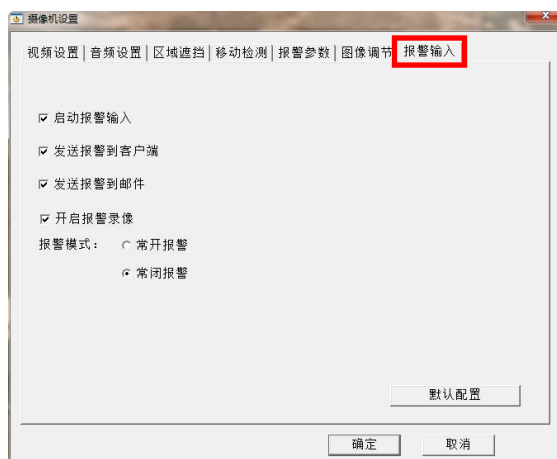 摄像机设置
视频设置 音频设置 区域遮挡 移动检测 报警参数 图像调节 报警输入
启动报警输入
发送报警到客户端
发送报警到邮件
开启报警录像
报警模式： 常开报警
常闭报警
默认配置
确定 取消